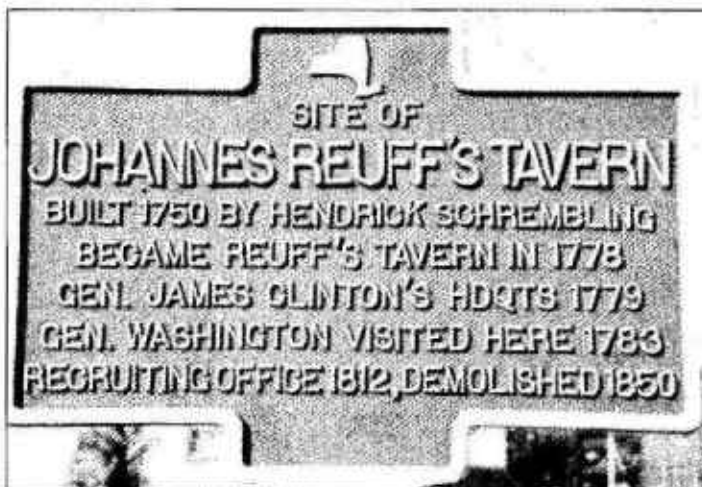 SITE OF
JOHANNES REUFF'S TAVERN
BUILT 1750 BY HENDRICK SCHREMBLING
BECAME REUFF'S TAVERN IN 1778
GEN. JAMES CLINTON'S HDQTS 1779
GEN. WASHINGTON VISITED HERE 1783
RECRUITING OFFICE 1812, DEMOLISHED 1850